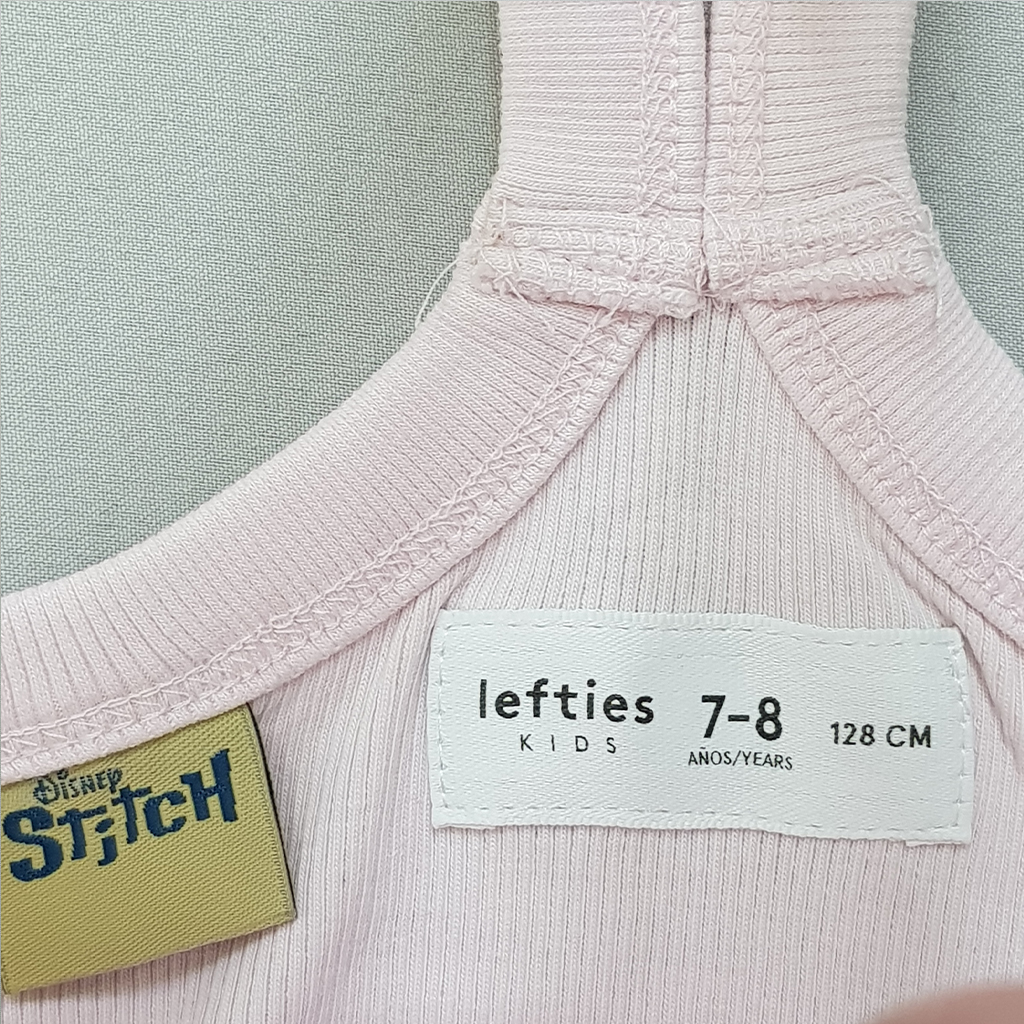 DISNEY
STITCH
lefties
KIDS
7-8
AÑOS/YEARS
128 CM